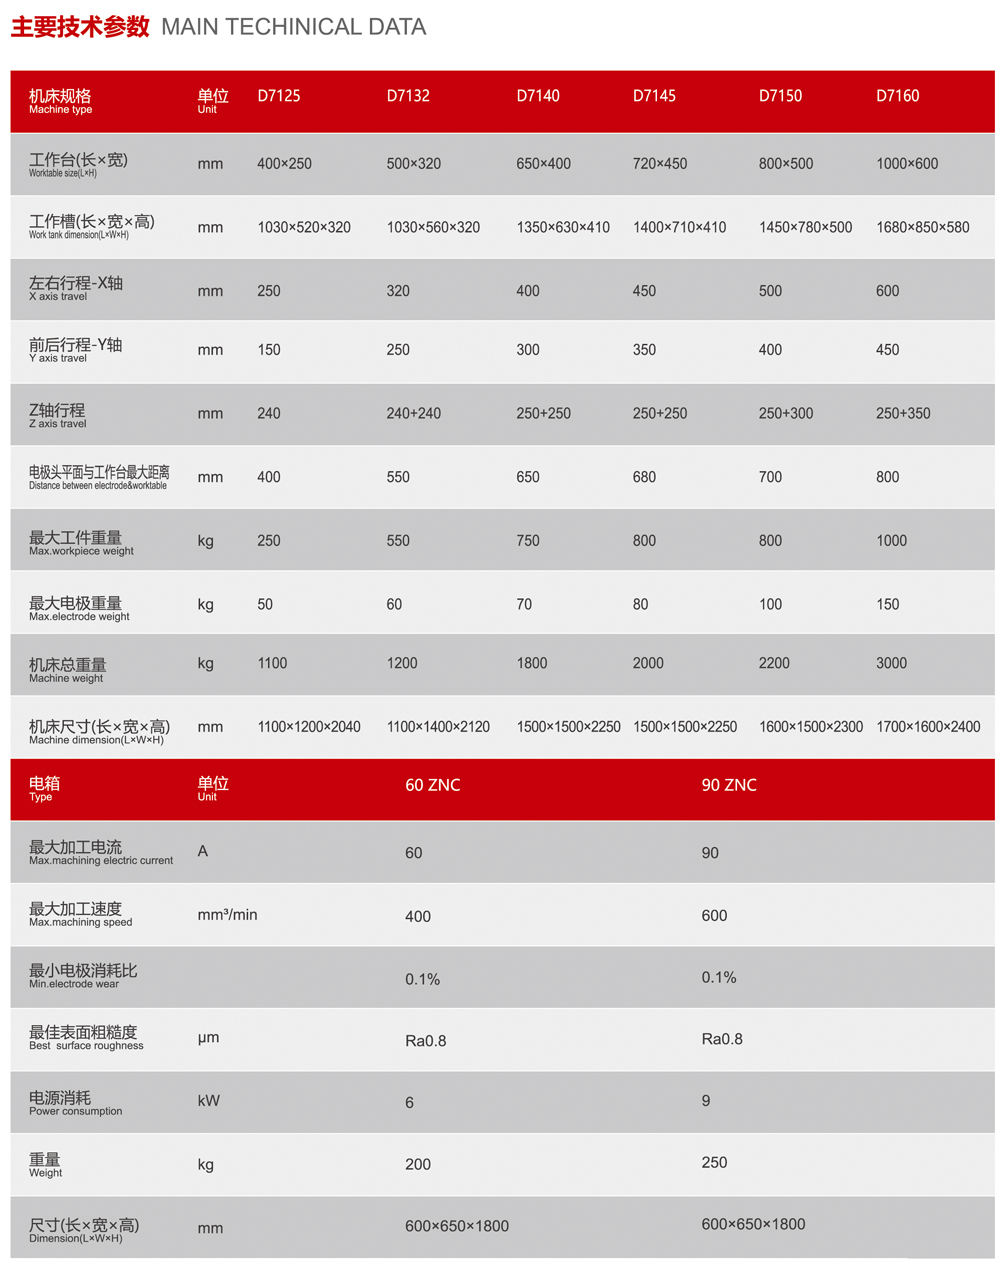 主要技术参数 MAIN TECHINICAL DATA
机床规格 单位 D7125 D7132 D7140 D7145 D7150 D7160
Machine type Unit
工作台(长×宽) mm 400×250 500×320 650×400 720×450 800×500 1000×600
Worktable size(L×H)
工作槽(长×宽×高) mm 1030×520×320 1030×560×320 1350×630×410 1400×710×410 1450×780×500 1680×850×580
Work tank dimension(L×W×H)
左右行程-X轴 mm 250 320 400 450 500 600
X axis travel
前后行程-Y轴 mm 150 250 300 350 400 450
Y axis travel
Z轴行程 mm 240 240+240 250+250 250+250 250+300 250+350
Z axis travel
电极头平面与工作台最大距离 mm 400 550 650 680 700 800
Distance between electrode&worktable
最大工件重量 kg 250 550 750 800 800 1000
Max.workpiece weight
最大电极重量 kg 50 60 70 80 100 150
Max.electrode weight
机床总重量 kg 1100 1200 1800 2000 2200 3000
Machine weight
机床尺寸(长×宽×高) mm 1100×1200×2040 1100×1400×2120 1500×1500×2250 1500×1500×2250 1600×1500×2300 1700×1600×2400
Machine dimension(L×W×H)
电箱 单位 60 ZNC 90 ZNC
Type Unit
最大加工电流 A 60 90
Max.machining electric current
最大加工速度 mm³/min 400 600
Max.machining speed
最小电极消耗比 0.1% 0.1%
Min.electrode wear
最佳表面粗糙度 μm Ra0.8 Ra0.8
Best surface roughness
电源消耗 kW 6 9
Power consumption
重量 kg 200 250
Weight
尺寸(长×宽×高) mm 600×650×1800 600×650×1800
Dimension(L×W×H)